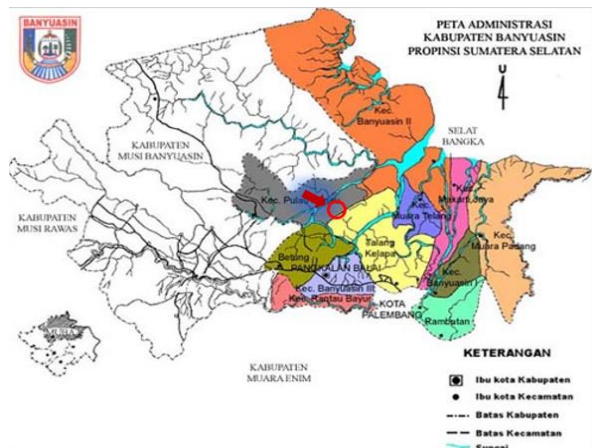 BANYUASIN
PETA ADMINISTRASI
KABUPATEN BANYUASIN
PROPINSI SUMATERA SELATAN
U
Kec.
Banyuasin II
SELAT
BANGKA
KABUPATEN
MUSI BANYUASIN
Kec. Pulau
Kec.
Makarti Jaya
Kec.
Muara Telang
KABUPATEN
MUSI RAWAS
Talang
Kelapa
Kec.
Muara Padang
Betung
PANGKALAN BALAI
Kec.
Banyuasin I
Kec. Banyuasin III
Kec. Rantau Bayur
KOTA
PALEMBANG
Rambutan
MURA
KABUPATEN
MUARA ENIM
KETERANGAN
Ibu kota Kabupaten
Ibu kota Kecamatan
Batas Kabupaten
Batas Kecamatan
Sungai